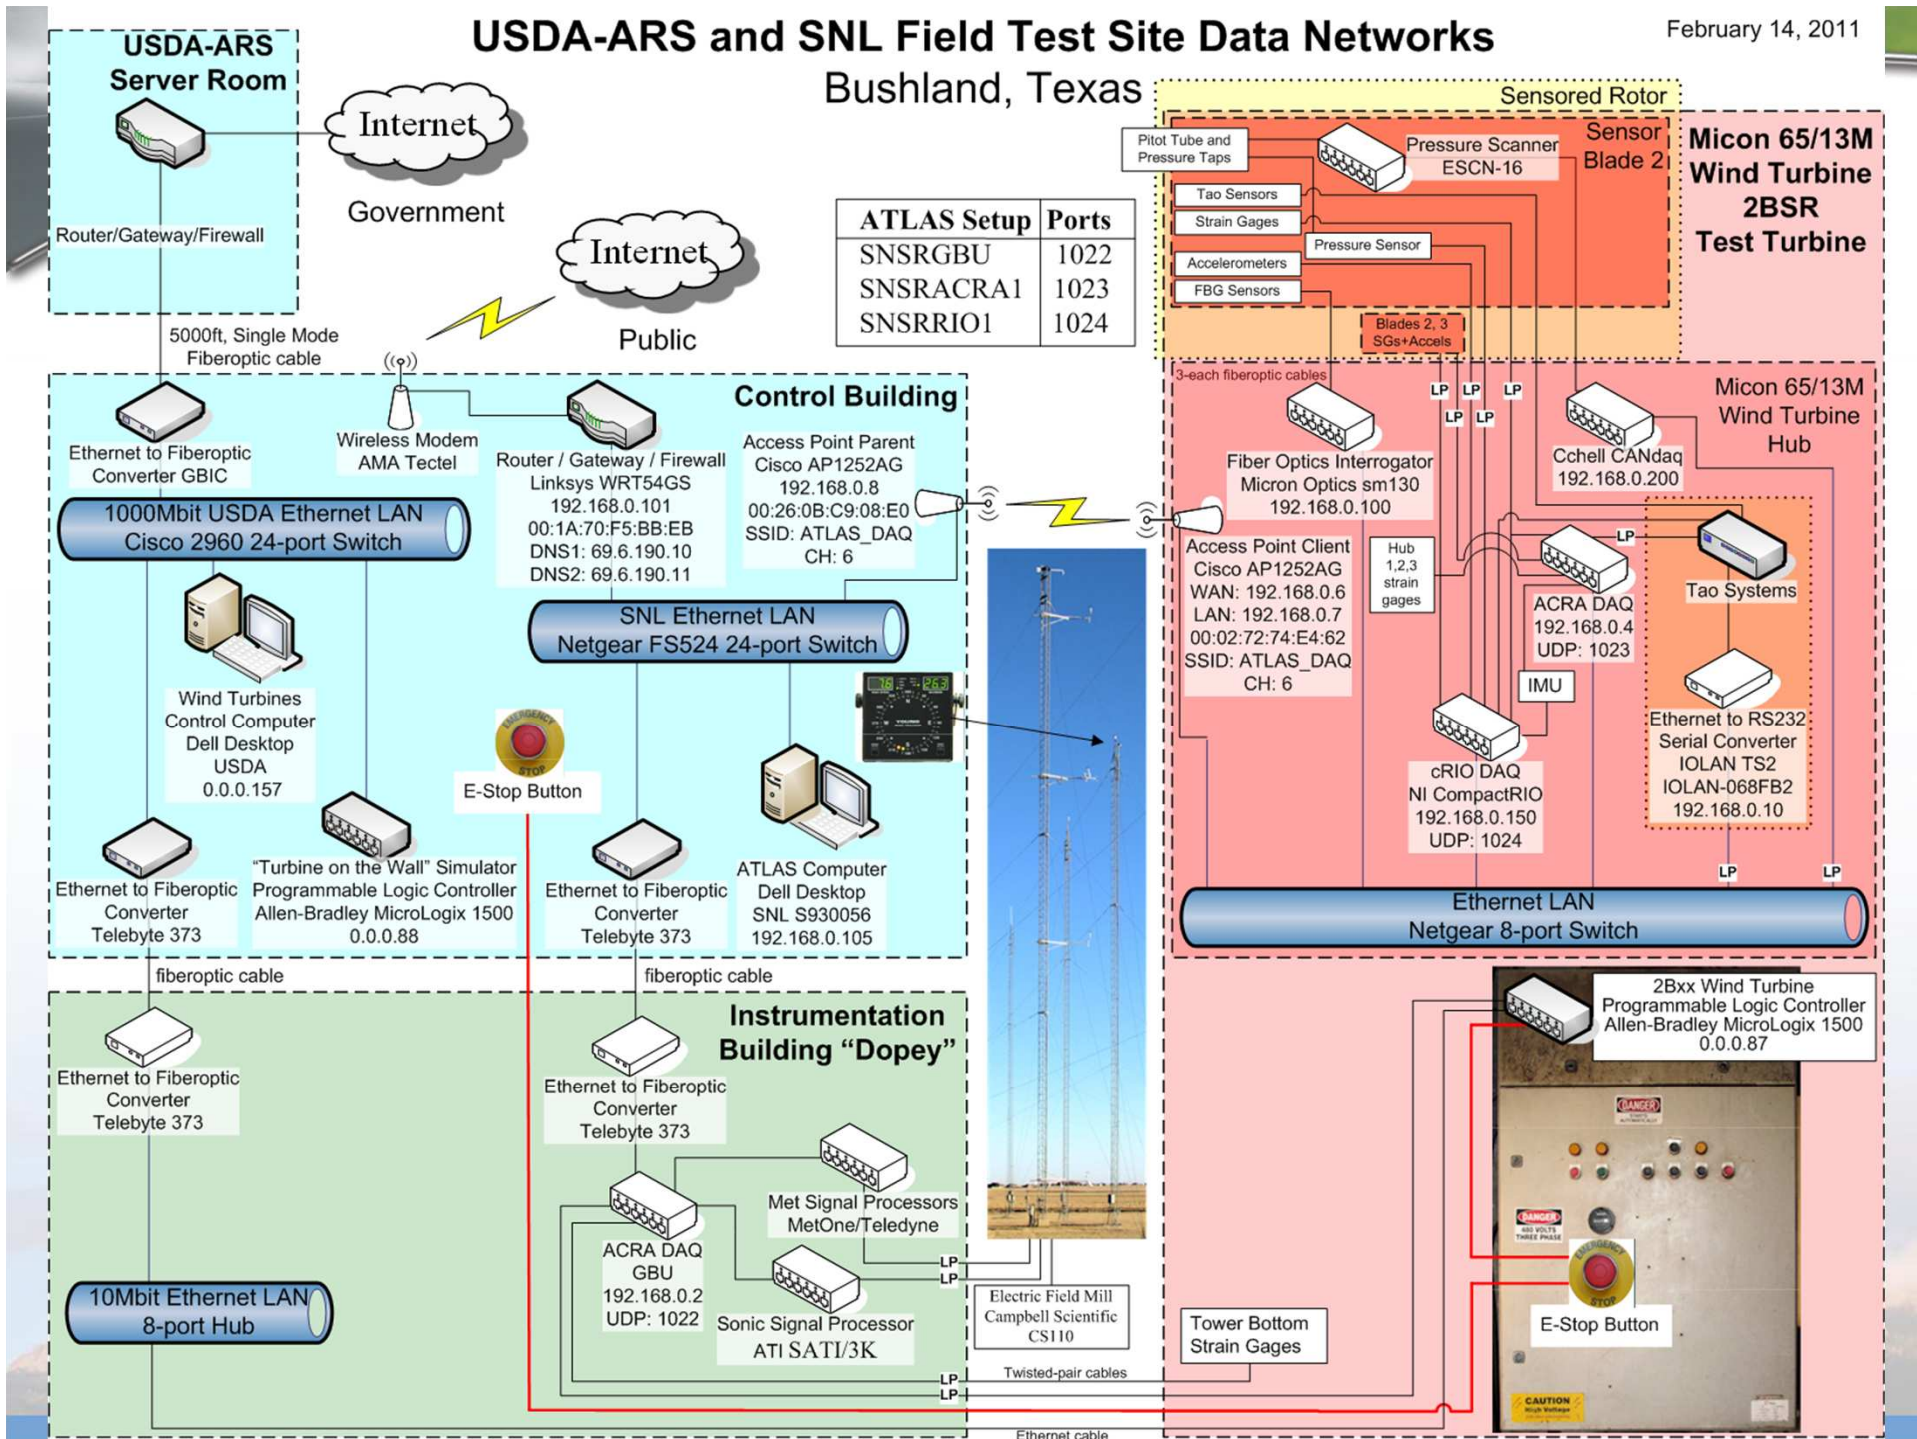 USDA-ARS and SNL Field Test Site Data Networks
Bushland, Texas
February 14, 2011
USDA-ARS
Server Room
Router/Gateway/Firewall
Internet
Government
Internet
Public
5000ft, Single Mode
Fiberoptic cable
ATLAS Setup Ports
SNSRGBU 1022
SNSRACRA1 1023
SNSRRIO1 1024
Control Building
Ethernet to Fiberoptic
Converter GBIC
Wireless Modem
AMA Tectel
Router / Gateway / Firewall
Linksys WRT54GS
192.168.0.101
00:1A:70:F5:BB:EB
DNS1: 69.6.190.10
DNS2: 69.6.190.11
Access Point Parent
Cisco AP1252AG
192.168.0.8
00:26:0B:C9:08:E0
SSID: ATLAS_DAQ
CH: 6
1000Mbit USDA Ethernet LAN
Cisco 2960 24-port Switch
SNL Ethernet LAN
Netgear FS524 24-port Switch
Wind Turbines
Control Computer
Dell Desktop
USDA
0.0.0.157
EMERGENCY
STOP
E-Stop Button
7.6
26.3
YOUNG
Ethernet to Fiberoptic
Converter
Telebyte 373
"Turbine on the Wall" Simulator
Programmable Logic Controller
Allen-Bradley MicroLogix 1500
0.0.0.88
Ethernet to Fiberoptic
Converter
Telebyte 373
ATLAS Computer
Dell Desktop
SNL S930056
192.168.0.105
fiberoptic cable
fiberoptic cable
Instrumentation
Building "Dopey"
Ethernet to Fiberoptic
Converter
Telebyte 373
Ethernet to Fiberoptic
Converter
Telebyte 373
Met Signal Processors
MetOne/Teledyne
ACRA DAQ
GBU
192.168.0.2
UDP: 1022
Sonic Signal Processor
ATI SATI/3K
10Mbit Ethernet LAN
8-port Hub
LP
LP
LP
LP
Electric Field Mill
Campbell Scientific
CS110
Twisted-pair cables
Ethernet cable
Sensored Rotor
Sensor
Blade 2
Pitot Tube and
Pressure Taps
Pressure Scanner
ESCN-16
Tao Sensors
Strain Gages
Pressure Sensor
Accelerometers
FBG Sensors
Blades 2, 3
SGs+Accels
Micon 65/13M
Wind Turbine
2BSR
Test Turbine
3-each fiberoptic cables
Micon 65/13M
Wind Turbine
Hub
LP
LP
LP
LP
LP
Fiber Optics Interrogator
Micron Optics sm130
192.168.0.100
Cchell CANdaq
192.168.0.200
Access Point Client
Cisco AP1252AG
WAN: 192.168.0.6
LAN: 192.168.0.7
00:02:72:74:E4:62
SSID: ATLAS_DAQ
CH: 6
Hub
1,2,3
strain
gages
LP
Tao Systems
ACRA DAQ
192.168.0.4
UDP: 1023
IMU
cRIO DAQ
NI CompactRIO
192.168.0.150
UDP: 1024
Ethernet to RS232
Serial Converter
IOLAN TS2
IOLAN-068FB2
192.168.0.10
LP
LP
Ethernet LAN
Netgear 8-port Switch
2Bxx Wind Turbine
Programmable Logic Controller
Allen-Bradley MicroLogix 1500
0.0.0.87
DANGER
STARTS
AUTOMATICALLY
DANGER
480 VOLTS
THREE PHASE
EMERGENCY
STOP
E-Stop Button
CAUTION
High Voltage
Tower Bottom
Strain Gages